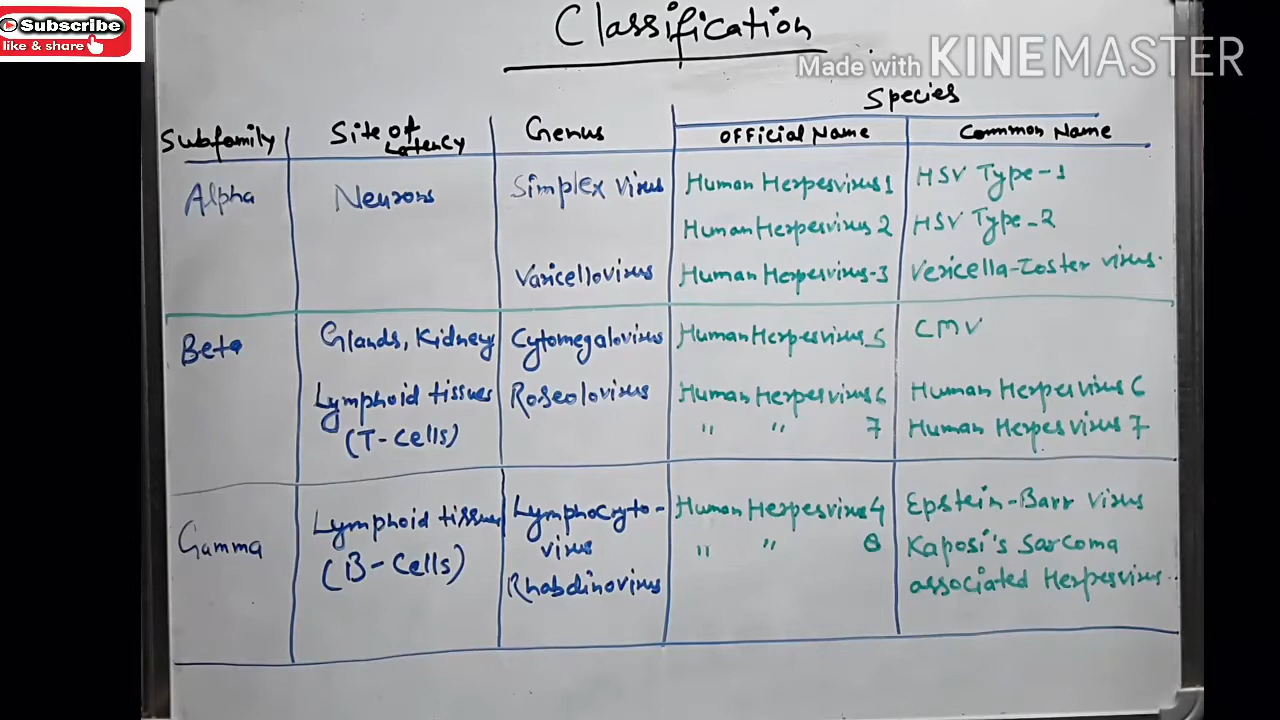 Subscribe
like & share
Classification
Made with KINEMASTER
Species
Subfamily Site of Latency Genus Official Name Common Name
Alpha Neurons Simplex virus Human Herpesvirus 1 HSV Type-1
Human Herpesvirus 2 HSV Type-2
Varicellovirus Human Herpesvirus-3 Vericella-Zoster virus.
Beta Glands, Kidney Cytomegalovirus Human Herpesvirus 5 CMV
Lymphoid tissues Roseolovirus Human Herpesvirus 6 Human Herpesvirus 6
(T-Cells) " " 7 Human Herpesvirus 7
Gamma Lymphoid tissues Lymphocyto- Human Herpesvirus 4 Epstein-Barr virus
(B-Cells) virus " " 8 Kaposi's Sarcoma
Rhabdinovirus associated Herpesvirus.